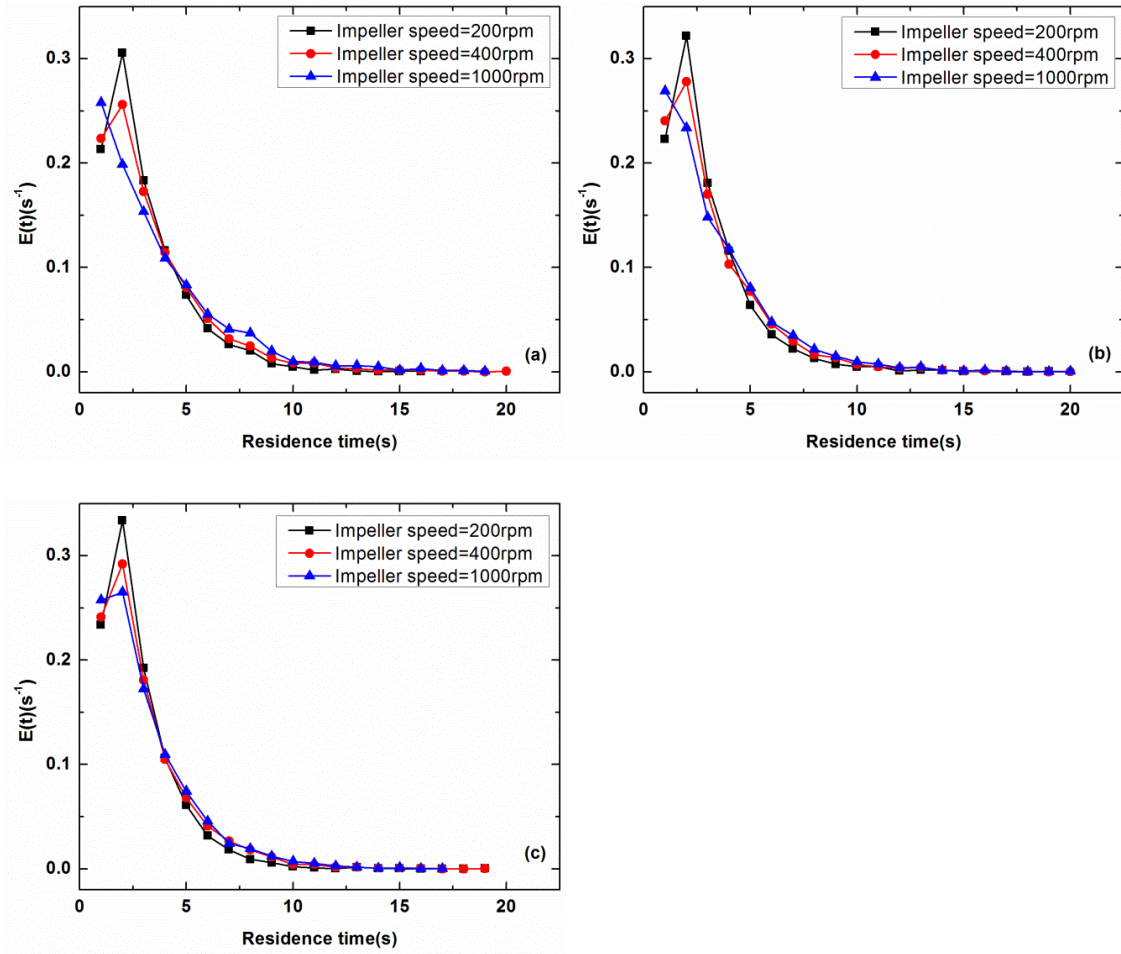 Impeller speed=200rpm
Impeller speed=400rpm
Impeller speed=1000rpm
0.3
0.2
0.1
0.0
E(t)(s-1)
(a)
0 5 10 15 20
Residence time(s)
Impeller speed=200rpm
Impeller speed=400rpm
Impeller speed=1000rpm
0.3
0.2
0.1
0.0
E(t)(s-1)
(b)
0 5 10 15 20
Residence time(s)
Impeller speed=200rpm
Impeller speed=400rpm
Impeller speed=1000rpm
0.3
0.2
0.1
0.0
E(t)(s-1)
(c)
0 5 10 15 20
Residence time(s)